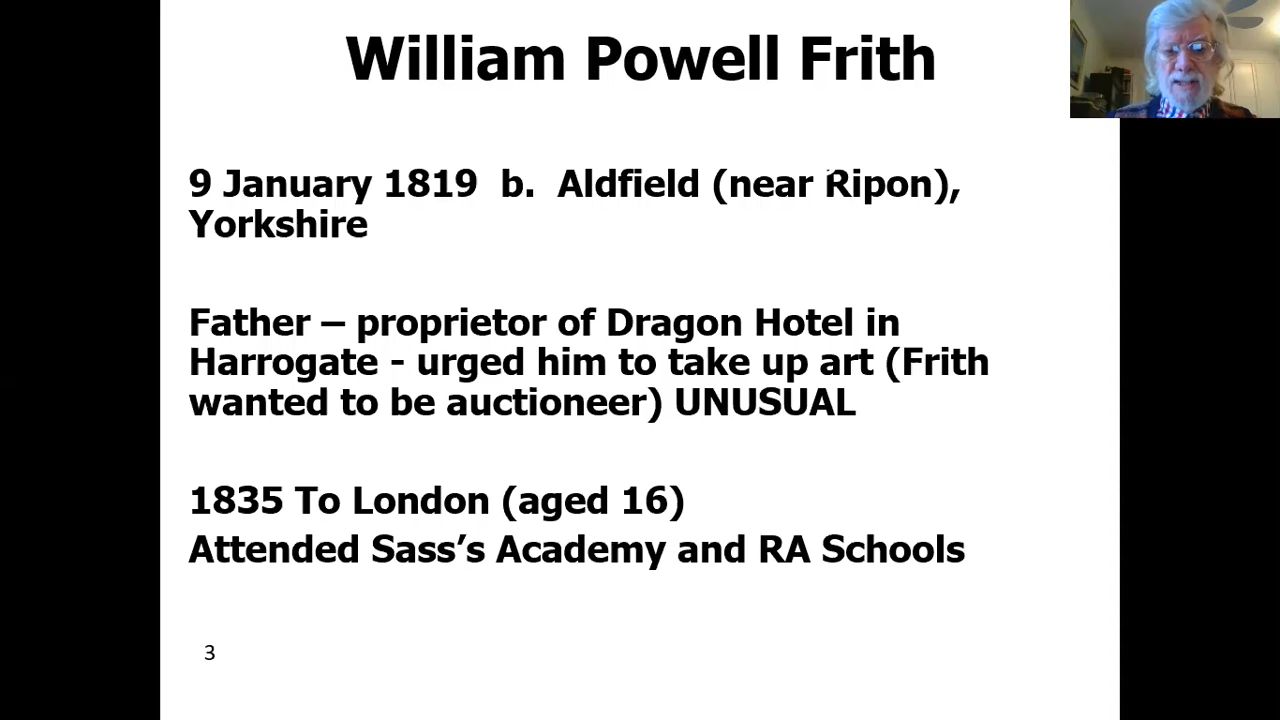 William Powell Frith
9 January 1819  b.  Aldfield (near Ripon),
Yorkshire
Father – proprietor of Dragon Hotel in
Harrogate - urged him to take up art (Frith
wanted to be auctioneer) UNUSUAL
1835 To London (aged 16)
Attended Sass’s Academy and RA Schools
3